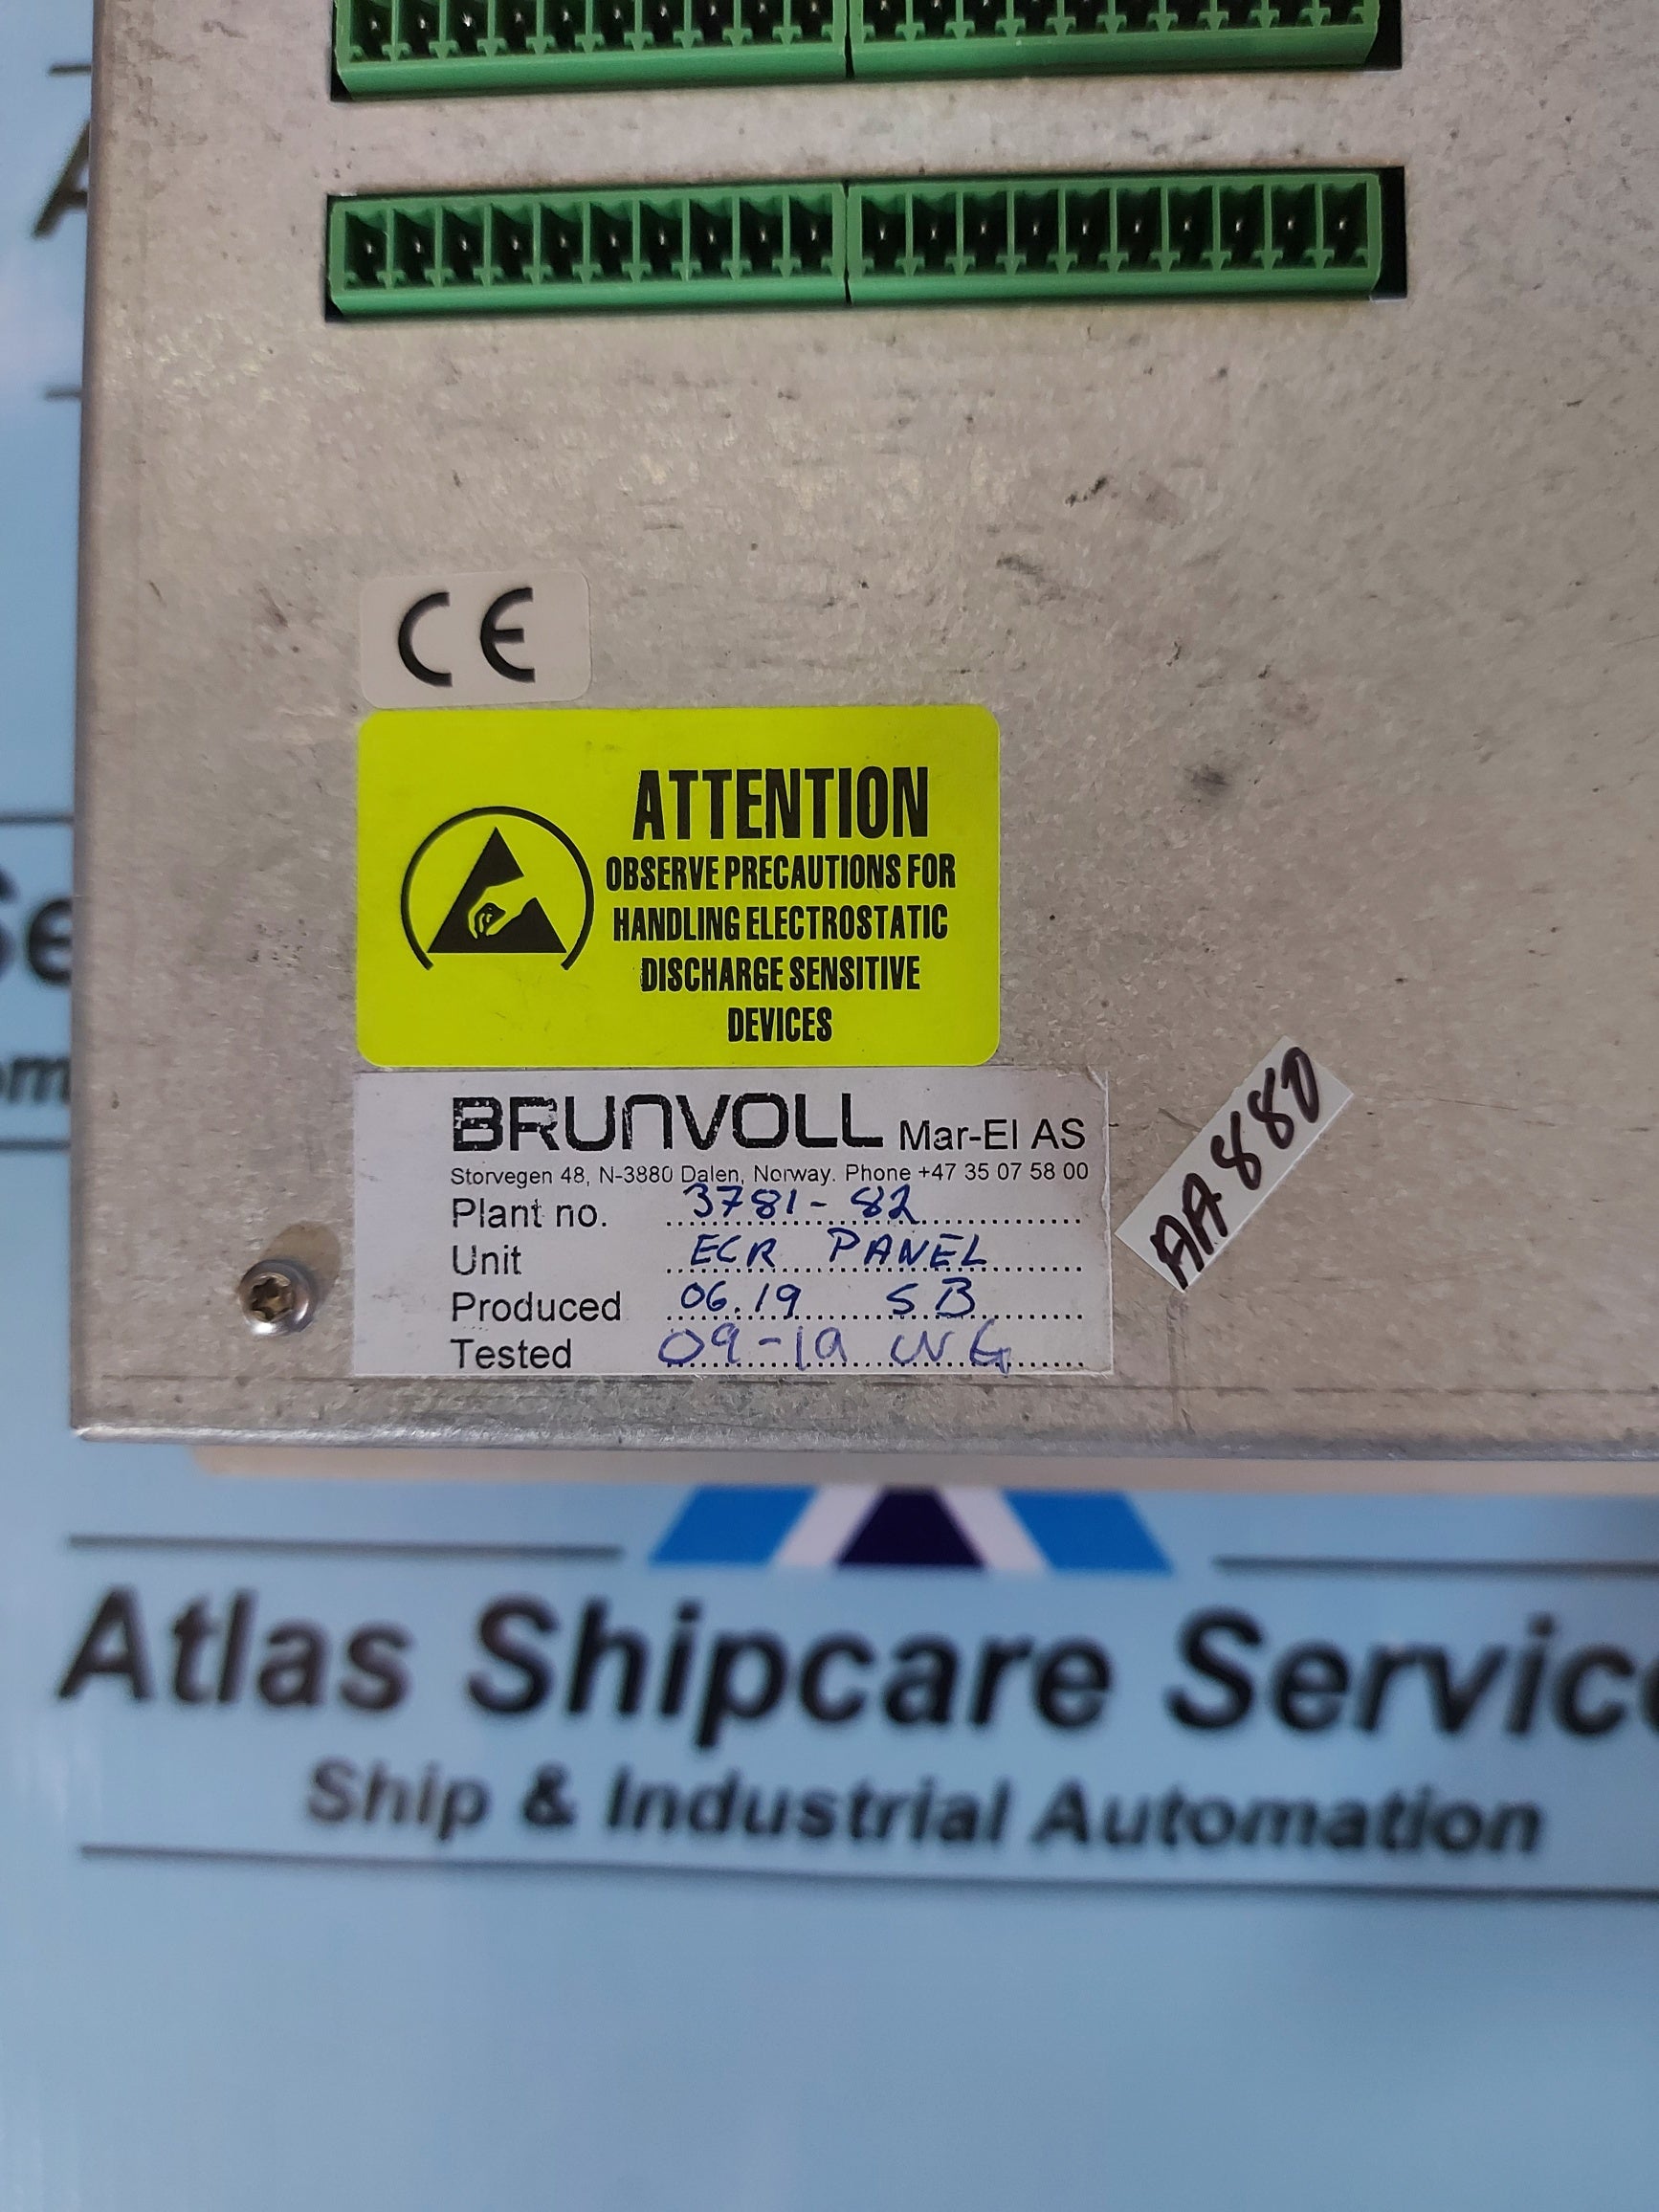 CE
ATTENTION
OBSERVE PRECAUTIONS FOR
HANDLING ELECTROSTATIC
DISCHARGE SENSITIVE
DEVICES
BRUNVOLL Mar-El AS
Storvegen 48, N-3880 Dalen, Norway. Phone +47 35 07 58 00
Plant no. 3781-82
Unit ECR PANEL
Produced 06.19 SB
Tested 09-19
AA880
Atlas Shipcare Service
Ship & Industrial Automation